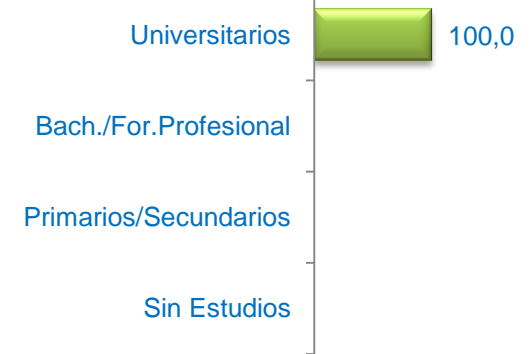 Universitarios 100,0
Bach./For.Profesional
Primarios/Secundarios
Sin Estudios